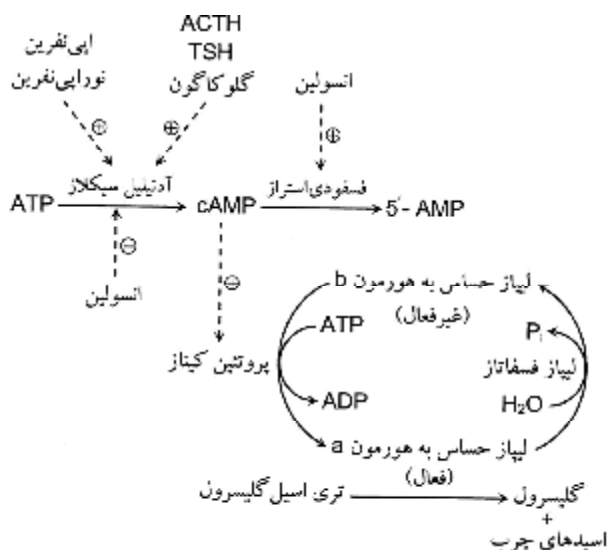 اپی‌نفرین
نوراپی‌نفرین
ACTH
TSH
گلوکاگون
انسولین
⊕
⊕
⊕
آدنیلیل سیکلاز
فسفودی‌استراز
ATP
cAMP
5'- AMP
⊖
⊖
انسولین
پروتئین کیناز
لیپاز حساس به هورمون b
(غیرفعال)
ATP
ADP
Pi
لیپاز فسفاتاز
H₂O
لیپاز حساس به هورمون a
(فعال)
تری اسیل گلیسرول
گلیسرول
+
اسیدهای چرب